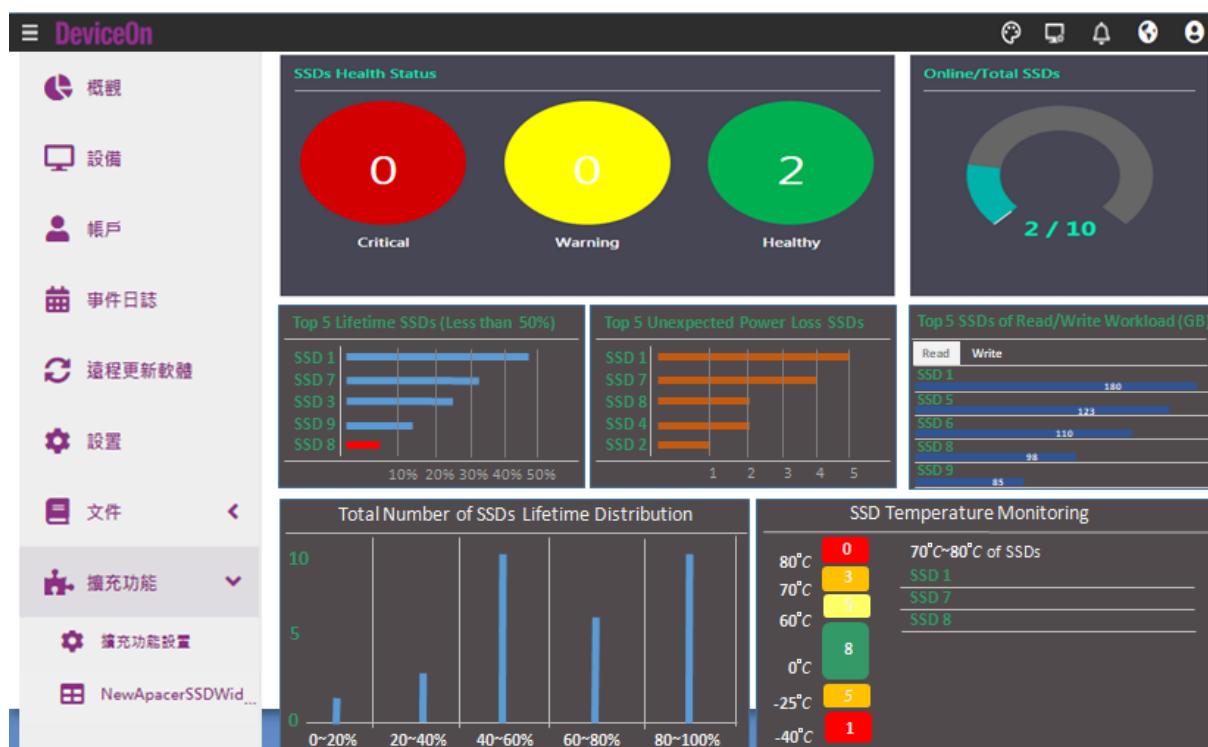 DeviceOn
概觀
設備
帳戶
事件日誌
遠程更新軟體
設置
文件
擴充功能
擴充功能設置
NewApacerSSDWid...
SSDs Health Status
0
0
2
Critical
Warning
Healthy
Online/Total SSDs
2 / 10
Top 5 Lifetime SSDs (Less than 50%)
SSD 1
SSD 7
SSD 3
SSD 9
SSD 8
10% 20% 30% 40% 50%
Top 5 Unexpected Power Loss SSDs
SSD 1
SSD 7
SSD 8
SSD 4
SSD 2
1 2 3 4 5
Top 5 SSDs of Read/Write Workload (GB)
Read Write
SSD 1
180
SSD 5
123
SSD 6
110
SSD 8
98
SSD 9
85
Total Number of SSDs Lifetime Distribution
10
5
0
0~20% 20~40% 40~60% 60~80% 80~100%
SSD Temperature Monitoring
80°C
70°C
60°C
0°C
-25°C
-40°C
0
3
8
5
1
70°C~80°C of SSDs
SSD 1
SSD 7
SSD 8